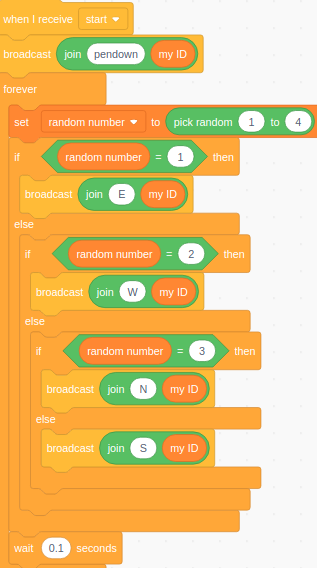 when I receive start
broadcast join pendown my ID
forever
set random number to pick random 1 to 4
if random number = 1 then
broadcast join E my ID
else
if random number = 2 then
broadcast join W my ID
else
if random number = 3 then
broadcast join N my ID
else
broadcast join S my ID
wait 0.1 seconds